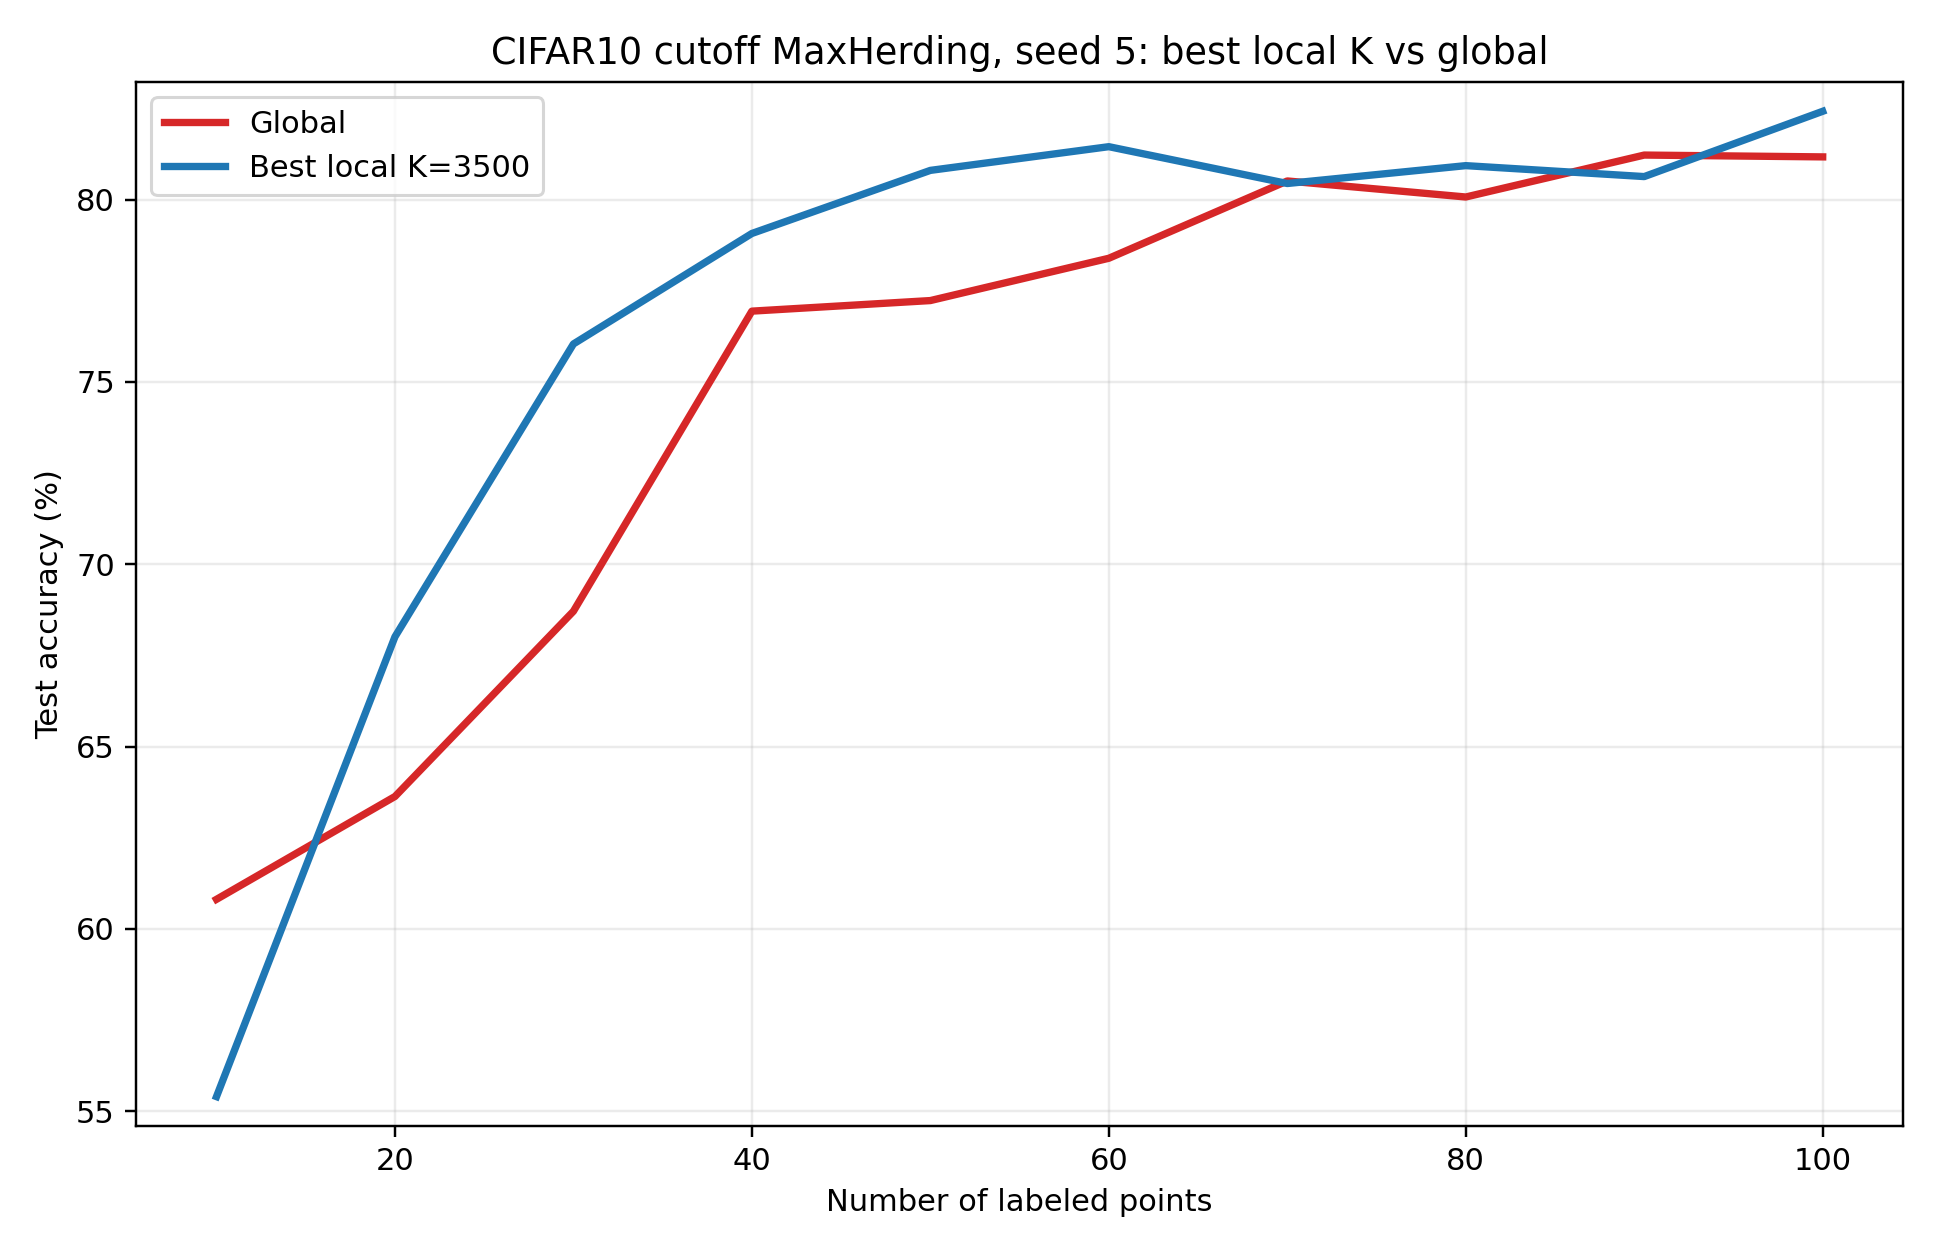 CIFAR10 cutoff MaxHerding, seed 5: best local K vs global
Global
Best local K=3500
80
75
70
65
60
55
Test accuracy (%)
20 40 60 80 100
Number of labeled points